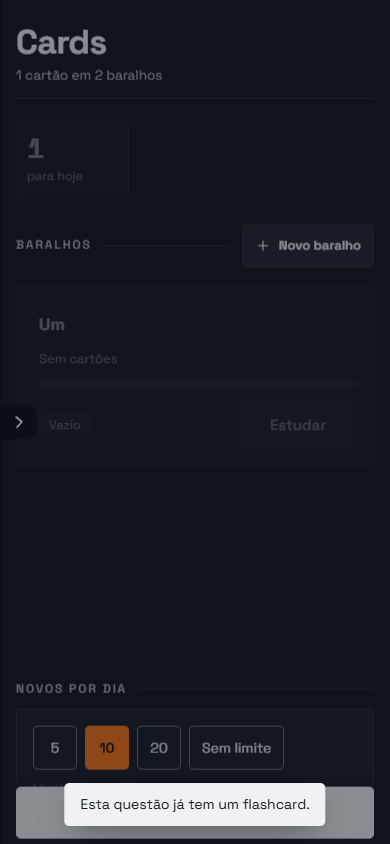 Cards
1 cartão em 2 baralhos
1
para hoje
BARALHOS
+ Novo baralho
Um
Sem cartões
Vazio
Estudar
NOVOS POR DIA
5
10
20
Sem limite
Esta questão já tem um flashcard.